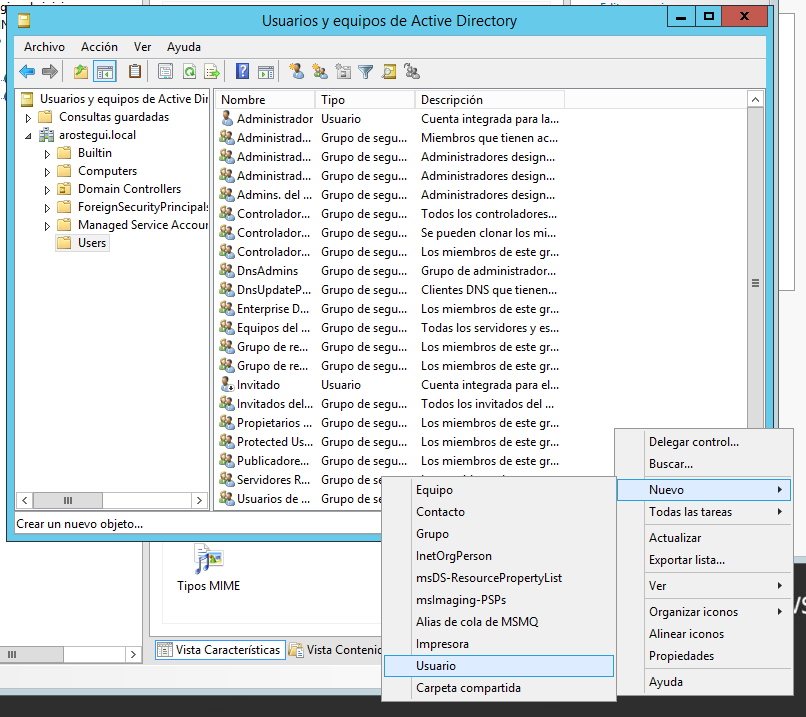 Usuarios y equipos de Active Directory
Archivo Acción Ver Ayuda
Usuarios y equipos de Active Dir
Consultas guardadas
arostegui.local
Builtin
Computers
Domain Controllers
ForeignSecurityPrincipals
Managed Service Accour
Users
Nombre Tipo Descripción
Administrador Usuario Cuenta integrada para la...
Administrad... Grupo de segu... Miembros que tienen ac...
Administrad... Grupo de segu... Administradores design...
Administrad... Grupo de segu... Administradores design...
Admins. del ... Grupo de segu... Administradores design...
Controlador... Grupo de segu... Todos los controladores...
Controlador... Grupo de segu... Se pueden clonar los mi...
Controlador... Grupo de segu... Los miembros de este gr...
DnsAdmins Grupo de segu... Grupo de administrador...
DnsUpdateP... Grupo de segu... Clientes DNS que tienen...
Enterprise D... Grupo de segu... Los miembros de este gr...
Equipos del ... Grupo de segu... Todas los servidores y es...
Grupo de re... Grupo de segu... Los miembros de este gr...
Grupo de re... Grupo de segu... Los miembros de este gr...
Invitado Usuario Cuenta integrada para el...
Invitados del... Grupo de segu... Todos los invitados del ...
Propietarios ... Grupo de segu... Los miembros de este gr...
Protected Us... Grupo de segu... Los miembros de este gr...
Publicadore... Grupo de segu... Los miembros de este gr...
Servidores R... Grupo de segu... Los miembros de este gr...
Usuarios de ... Grupo de se
Crear un nuevo objeto...
Delegar control...
Buscar...
Nuevo
Todas las tareas
Actualizar
Exportar lista...
Ver
Organizar iconos
Alinear iconos
Propiedades
Ayuda
Equipo
Contacto
Grupo
InetOrgPerson
msDS-ResourcePropertyList
msImaging-PSPs
Alias de cola de MSMQ
Impresora
Usuario
Carpeta compartida
Tipos MIME
Vista Características Vista Contenic